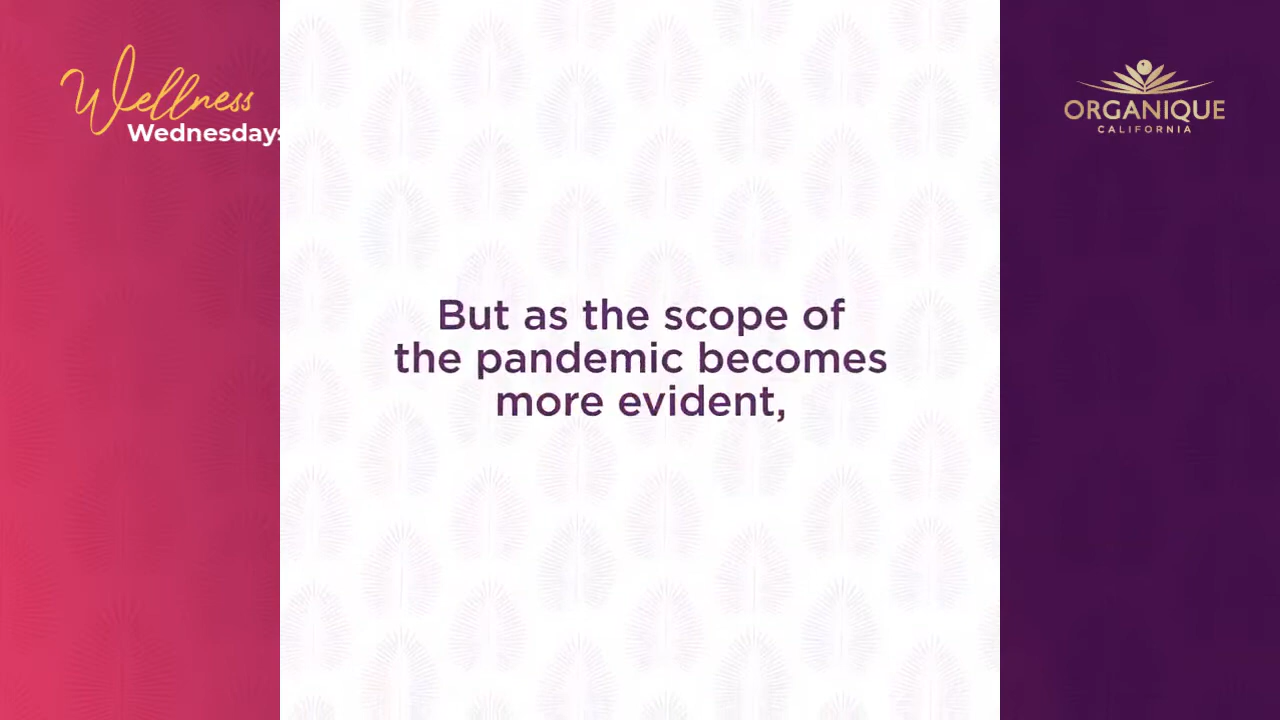 Wellness
Wednesdays
ORGANIQUE
CALIFORNIA
But as the scope of
the pandemic becomes
more evident,